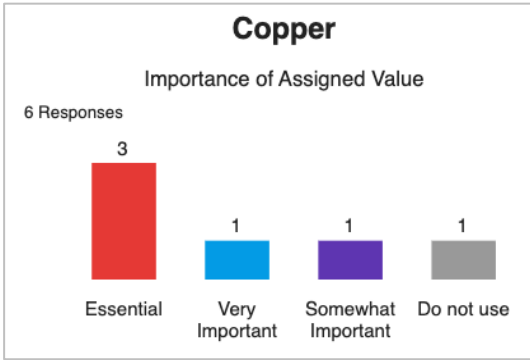 Copper
Importance of Assigned Value
6 Responses
3
1
1
1
Essential
Very
Important
Somewhat
Important
Do not use